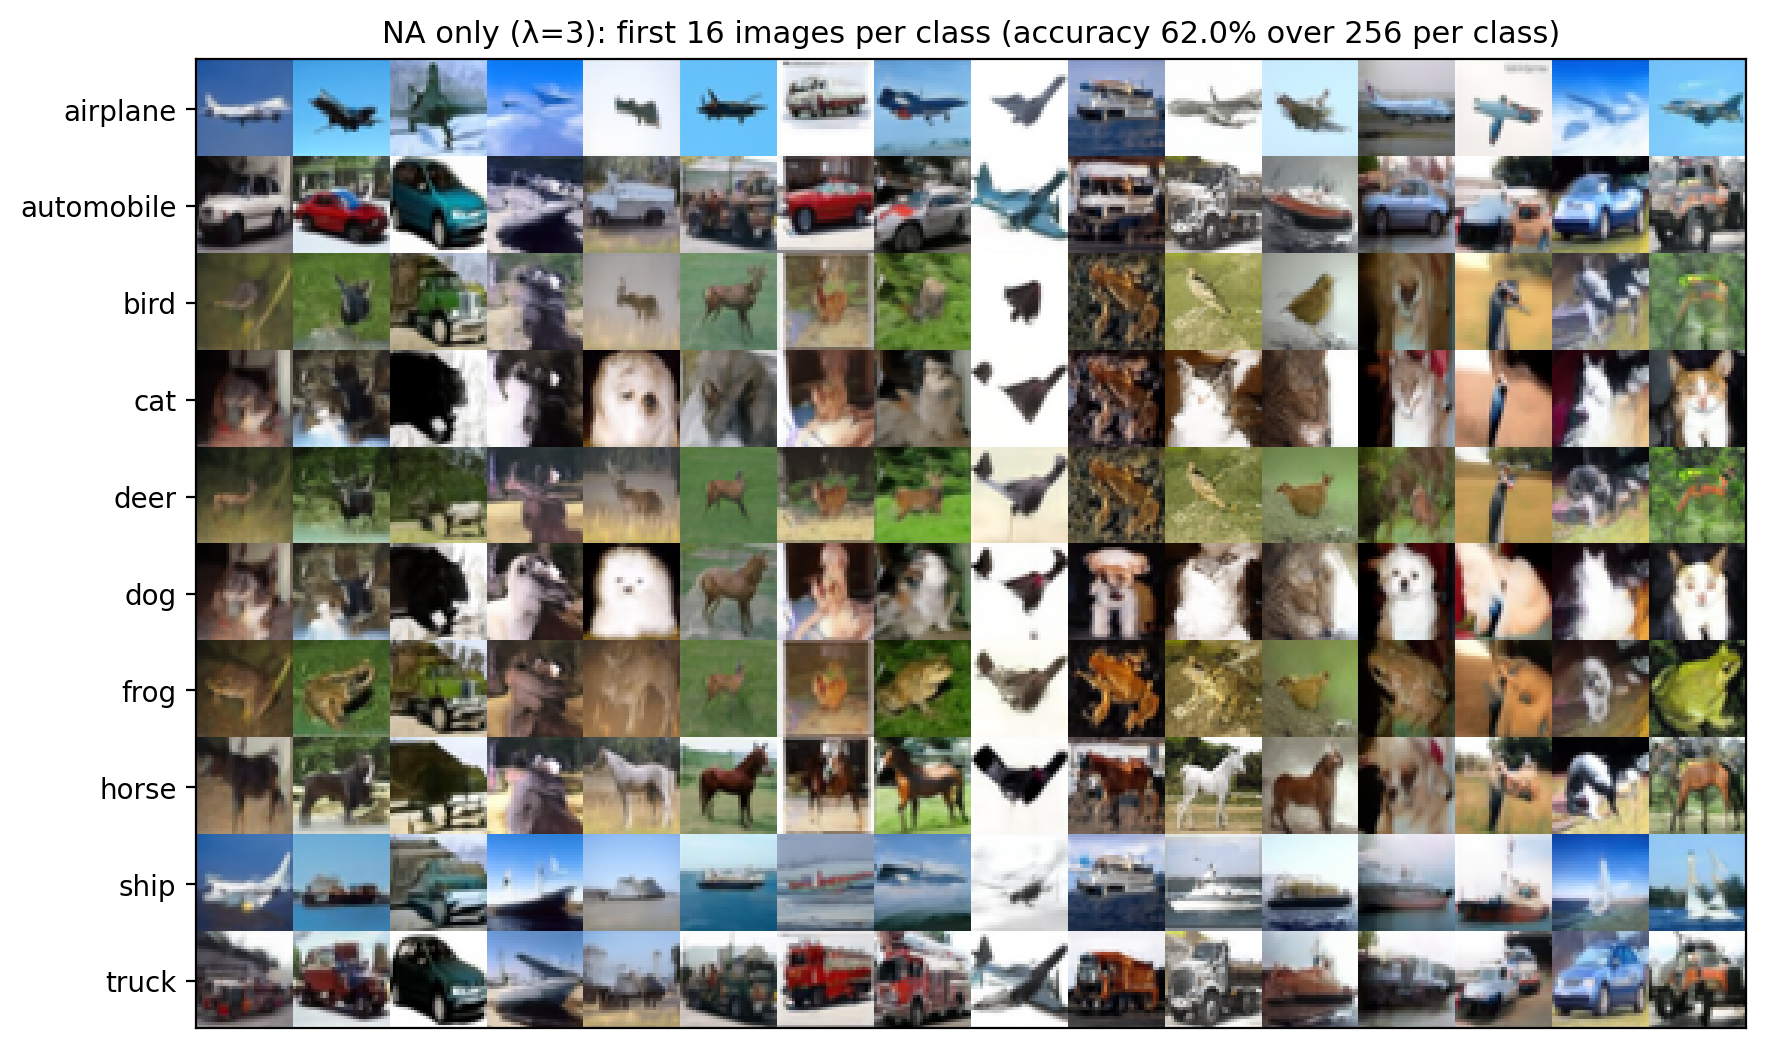 NA only (λ=3): first 16 images per class (accuracy 62.0% over 256 per class)
airplane
automobile
bird
cat
deer
dog
frog
horse
ship
truck